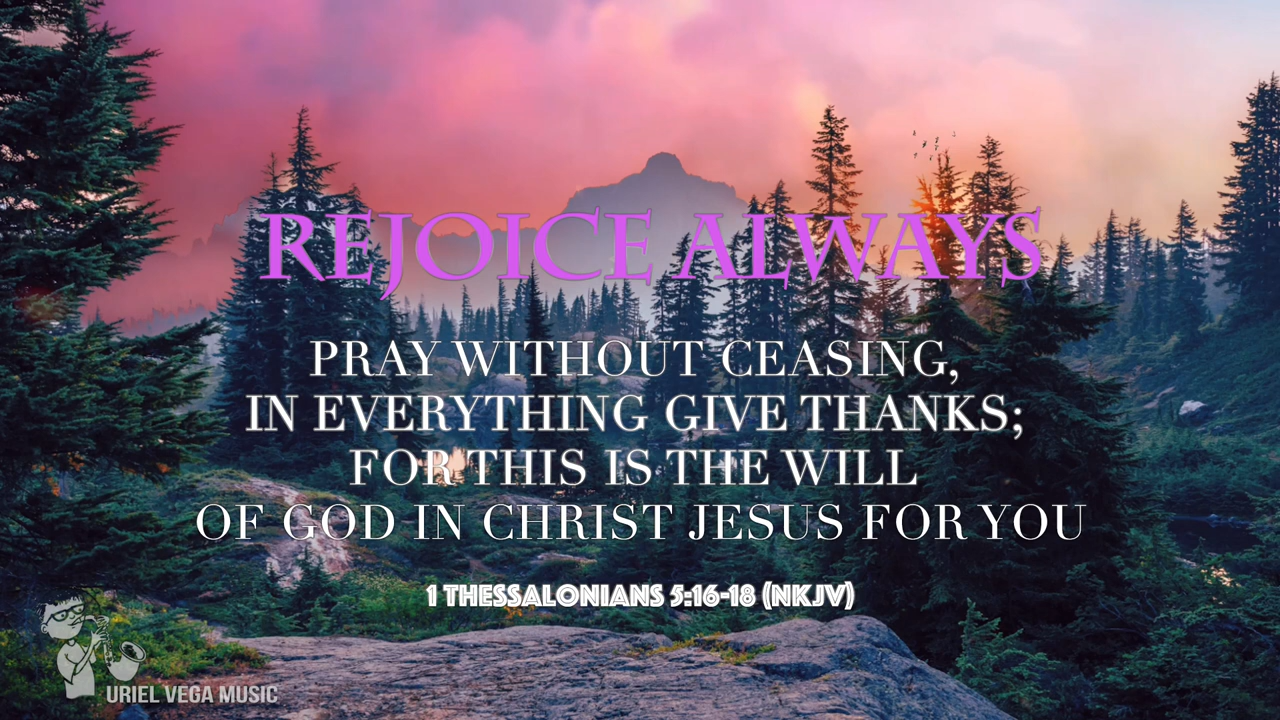 REJOICE ALWAYS
PRAY WITHOUT CEASING,
IN EVERYTHING GIVE THANKS;
FOR THIS IS THE WILL
OF GOD IN CHRIST JESUS FOR YOU
1 THESSALONIANS 5:16-18 (NKJV)
URIEL VEGA MUSIC